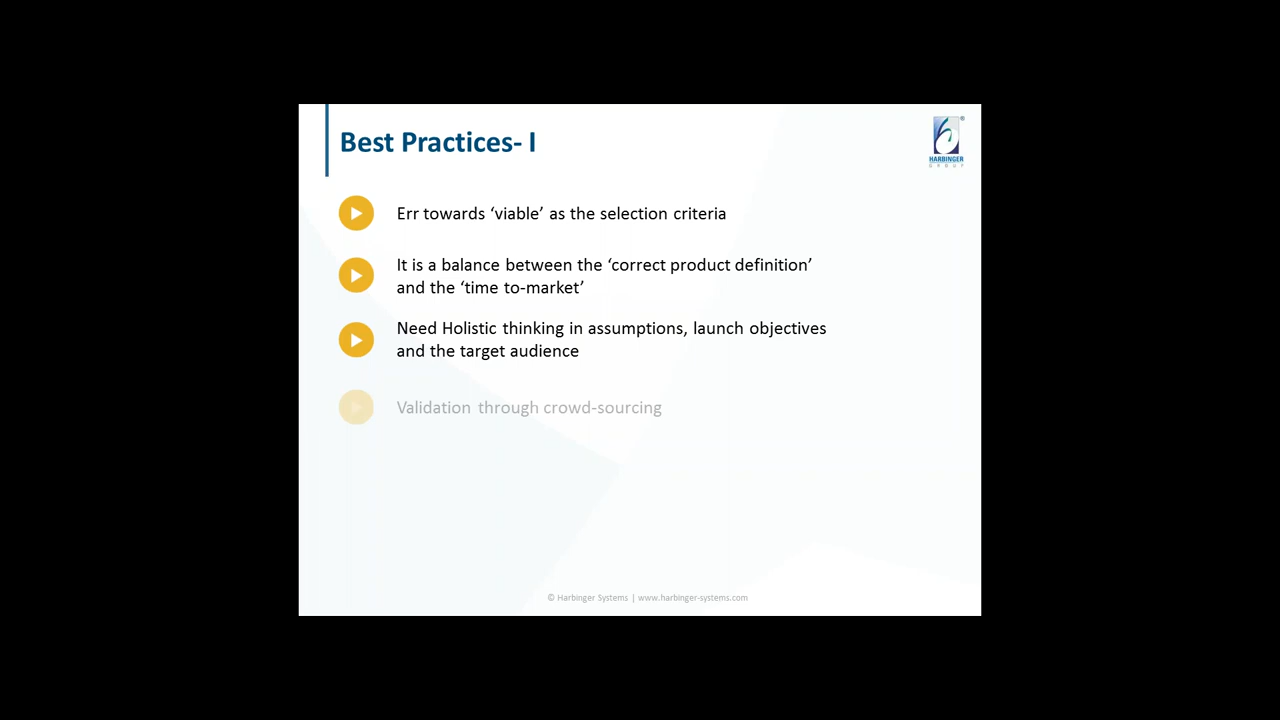 Best Practices- I
®
HARBINGER
GROUP
Err towards ‘viable’ as the selection criteria
It is a balance between the ‘correct product definition’
and the ‘time to-market’
Need Holistic thinking in assumptions, launch objectives
and the target audience
Validation through crowd-sourcing
© Harbinger Systems | www.harbinger-systems.com